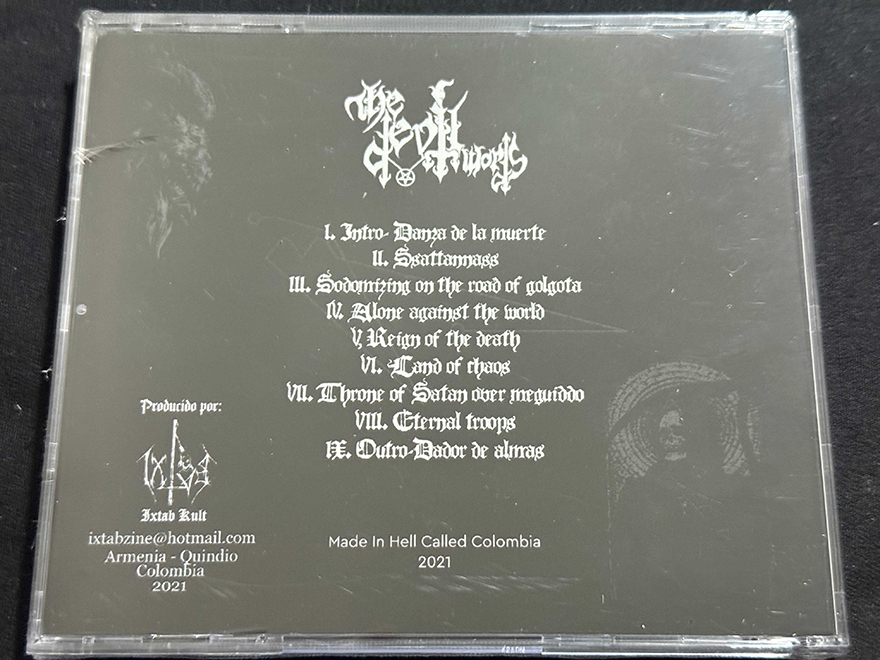 the
devil
works
I. Intro- Danza de la muerte
II. Ssattannass
III. Sodomizing on the road of golgota
IV. Alone against the world
V. Reign of the death
VI. Land of chaos
VII. Throne of Satan over meguiddo
VIII. Eternal troops
IX. Outro-Dador de almas
Producido por:
Ixtab Kult
ixtabzine@hotmail.com
Armenia - Quindio
Colombia
2021
Made In Hell Called Colombia
2021